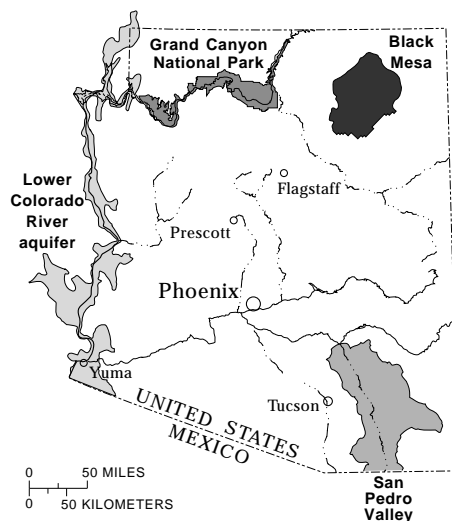 Grand Canyon
National Park
Black
Mesa
Flagstaff
Lower
Colorado
River
aquifer
Prescott
Phoenix
Yuma
Tucson
UNITED STATES
MEXICO
0 50 MILES
0 50 KILOMETERS
San
Pedro
Valley